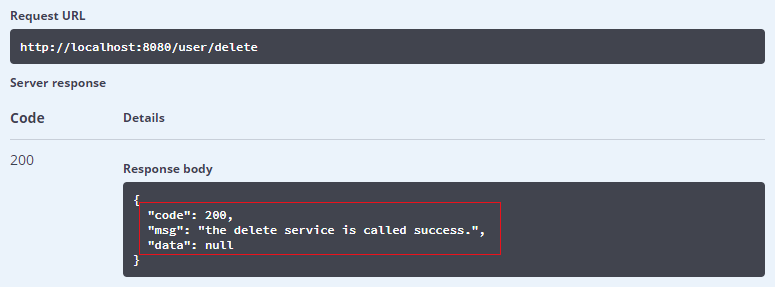 Request URL
http://localhost:8080/user/delete
Server response
Code Details
200
Response body
{
"code": 200,
"msg": "the delete service is called success.",
"data": null
}